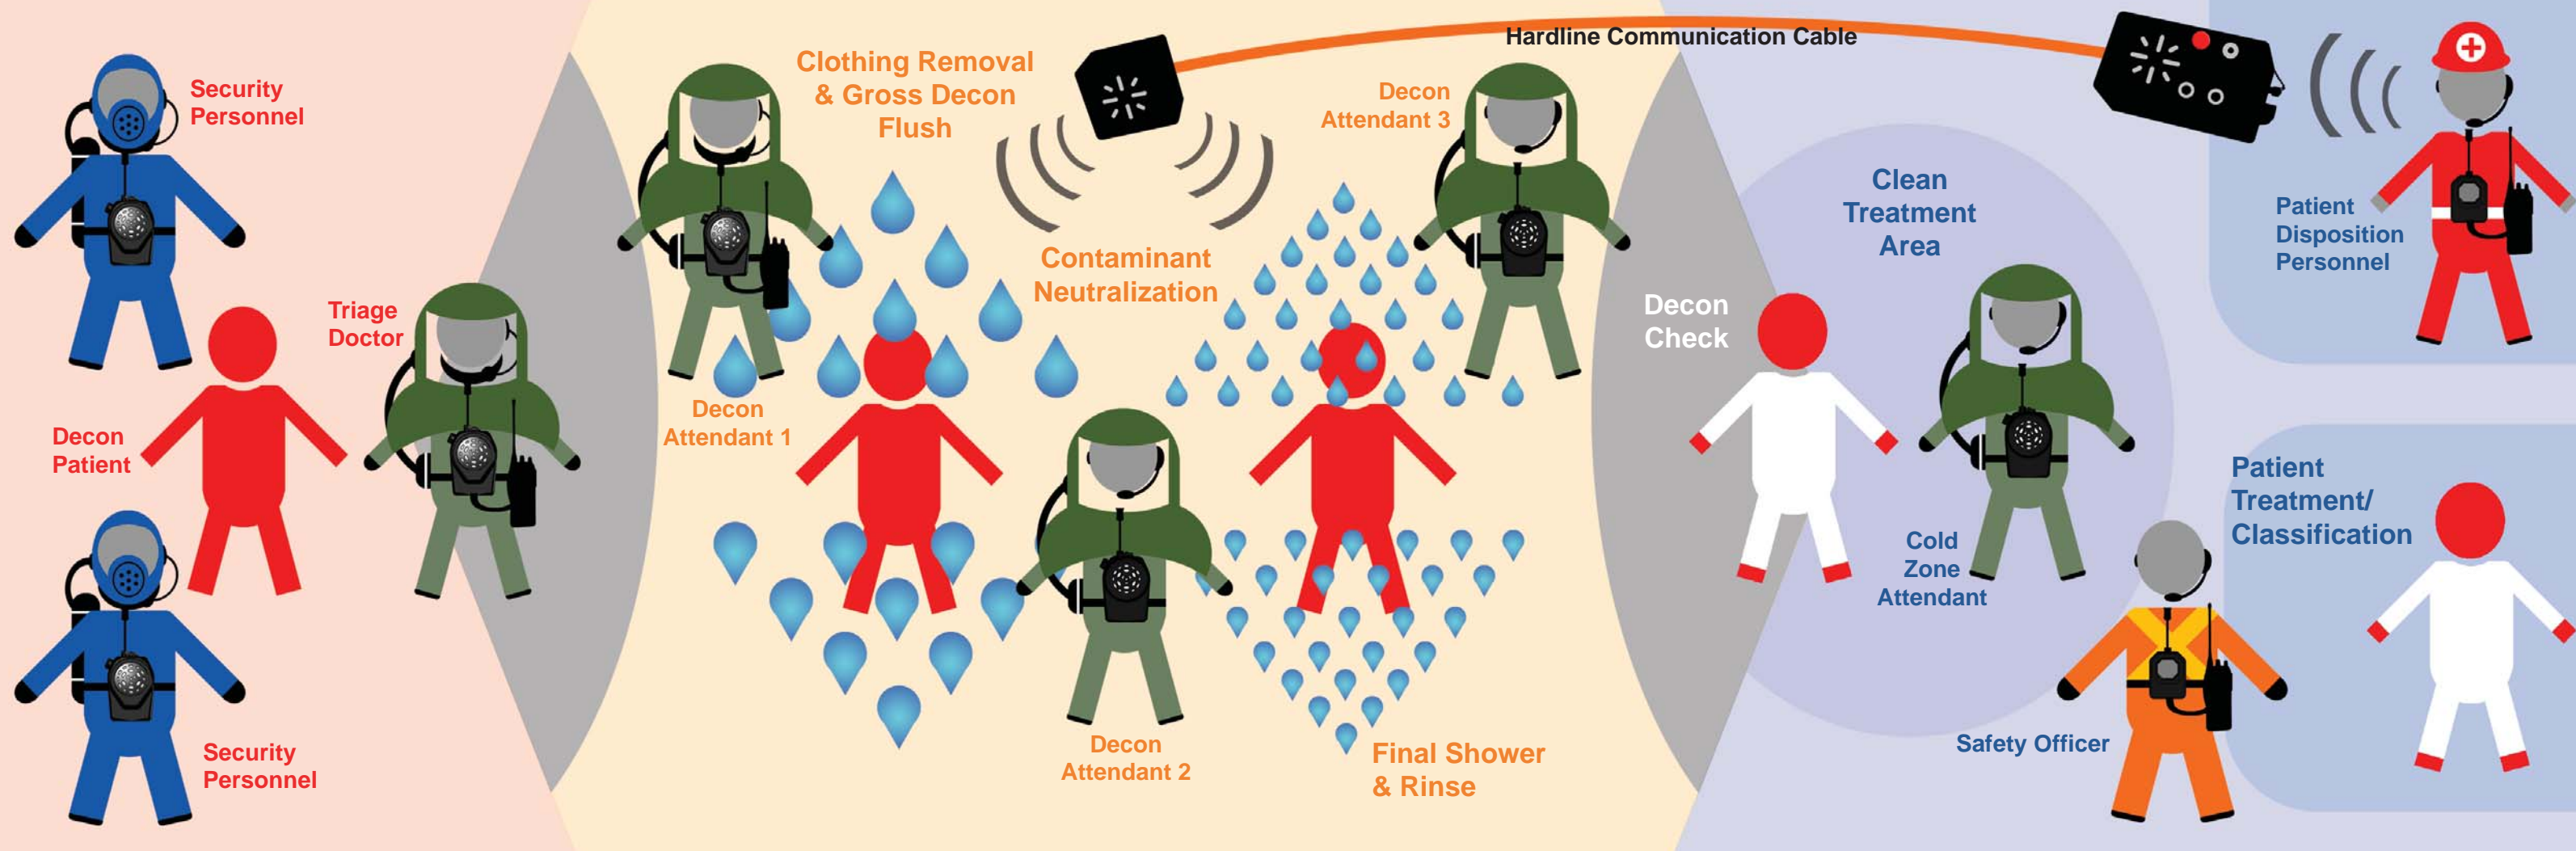 Security
Personnel
Decon
Patient
Security
Personnel
Triage
Doctor
Clothing Removal
& Gross Decon
Flush
Decon
Attendant 1
Contaminant
Neutralization
Decon
Attendant 2
Decon
Attendant 3
Final Shower
& Rinse
Hardline Communication Cable
Decon
Check
Clean
Treatment
Area
Cold
Zone
Attendant
Safety Officer
Patient
Disposition
Personnel
Patient
Treatment/
Classification